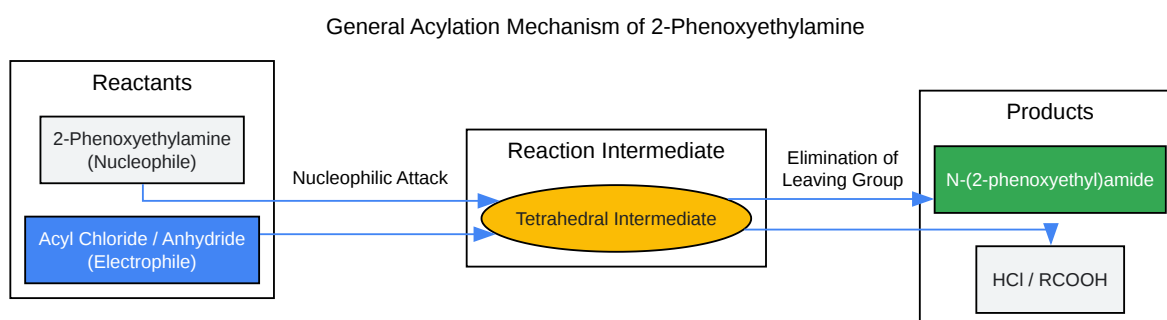 General Acylation Mechanism of 2-Phenoxyethylamine
Reactants
2-Phenoxyethylamine
(Nucleophile)
Acyl Chloride / Anhydride
(Electrophile)
Nucleophilic Attack
Reaction Intermediate
Tetrahedral Intermediate
Elimination of
Leaving Group
Products
N-(2-phenoxyethyl)amide
HCl / RCOOH